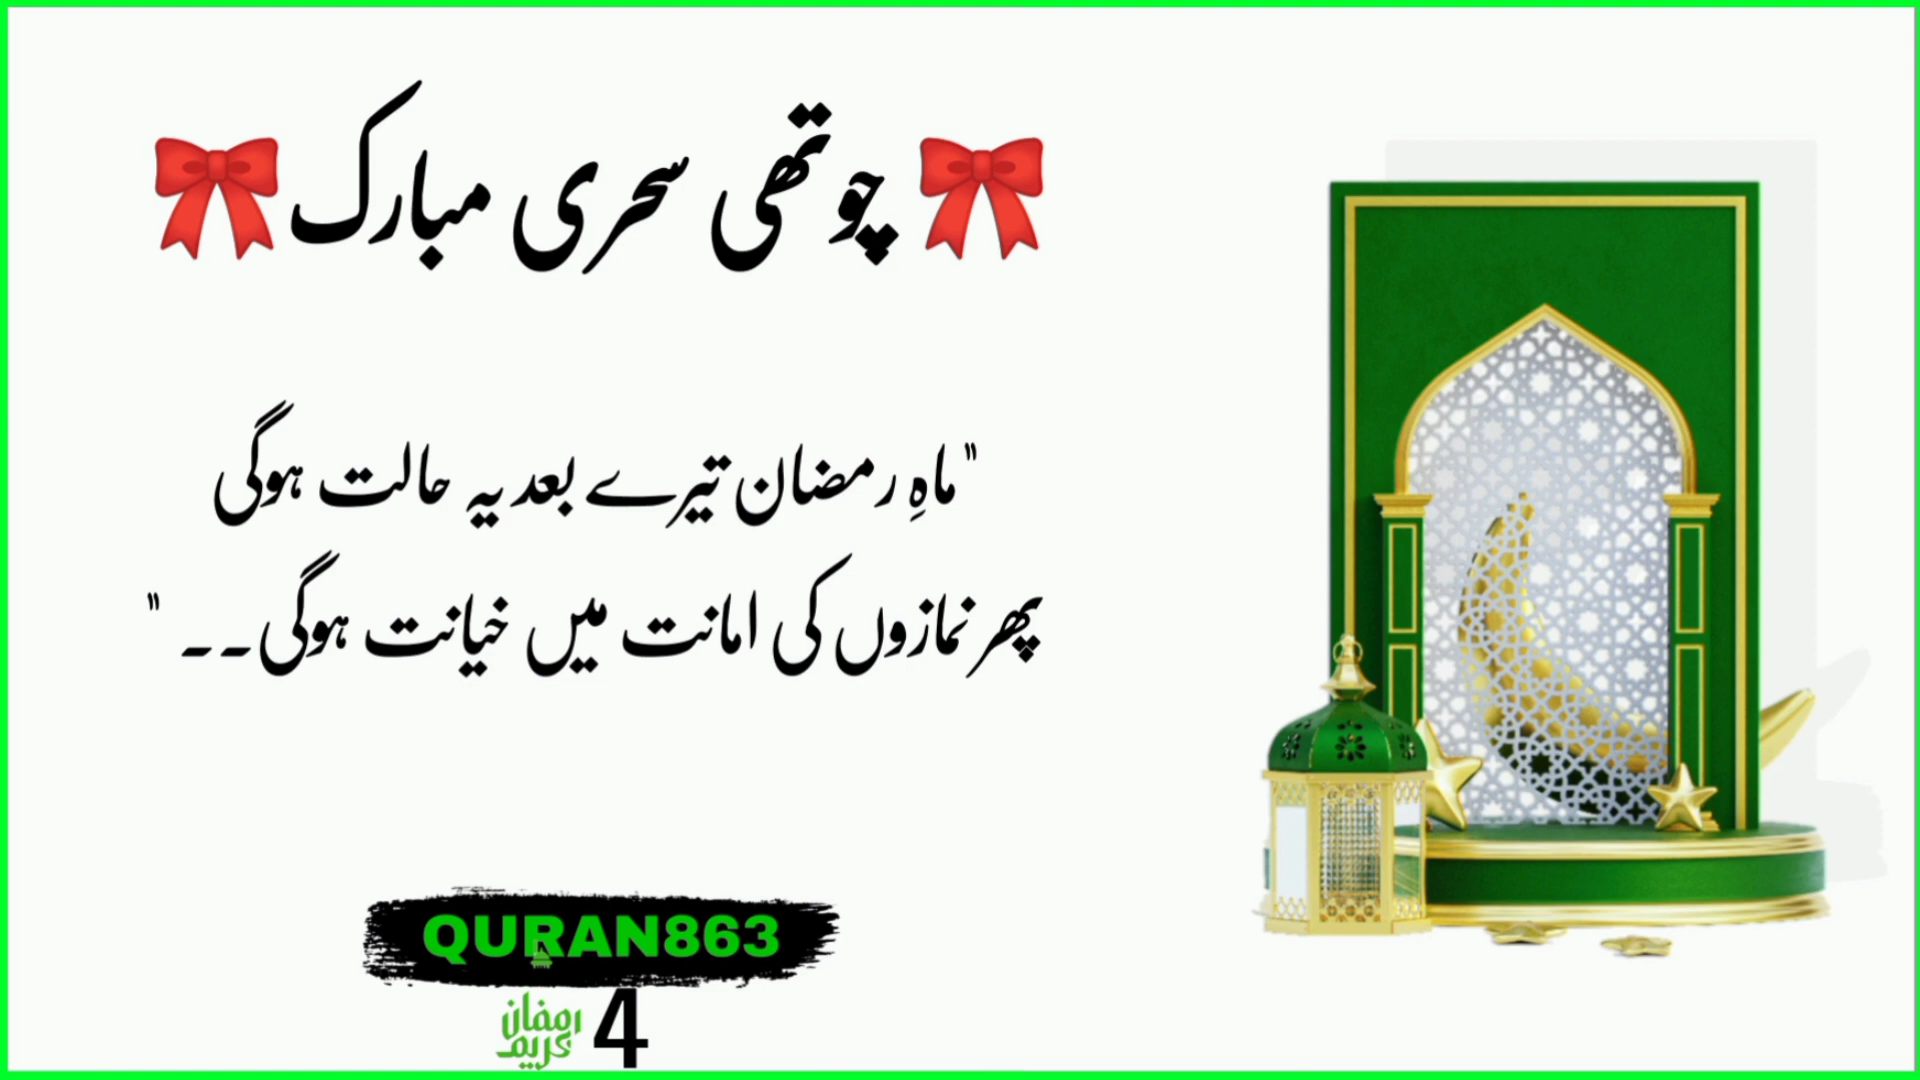 🎀 چوتھی سحری مبارک 🎀
"ماہِ رمضان تیرے بعد یہ حالت ہوگی
پھر نمازوں کی امانت میں خیانت ہوگی۔۔"
QURAN863
رمضان كريم 4